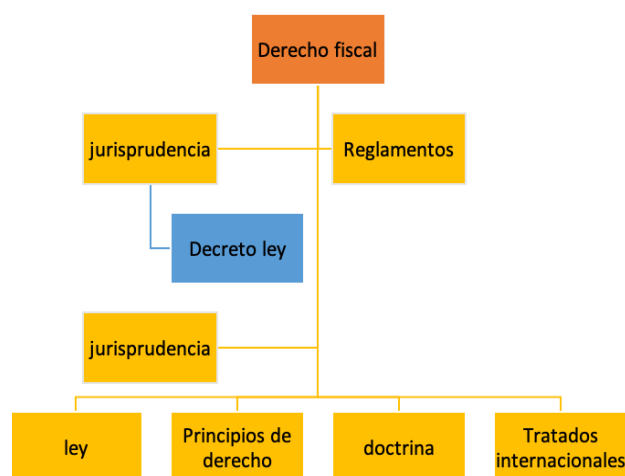 Derecho fiscal
jurisprudencia
Reglamentos
Decreto ley
jurisprudencia
ley
Principios de
derecho
doctrina
Tratados
internacionales